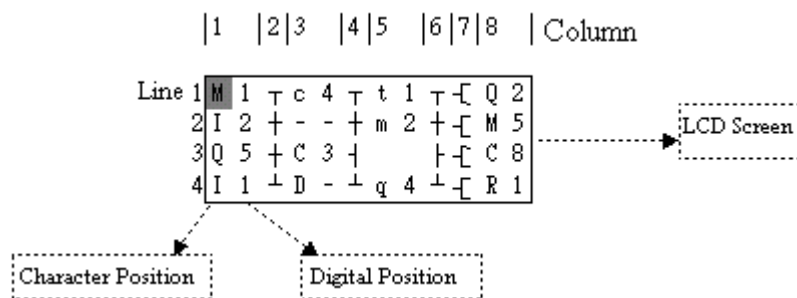 |1 |2|3 |4|5 |6|7|8 | Column
Line 1 M 1 ┬ c 4 ┬ t 1 ┬ -[ Q 2
2 I 2 ┼ - - ┼ m 2 ┼ -[ M 5
LCD Screen
3 Q 5 ┼ C 3 ┤ ├ -[ C 8
4 I 1 ┴ D - ┴ q 4 ┴ -[ R 1
Character Position Digital Position